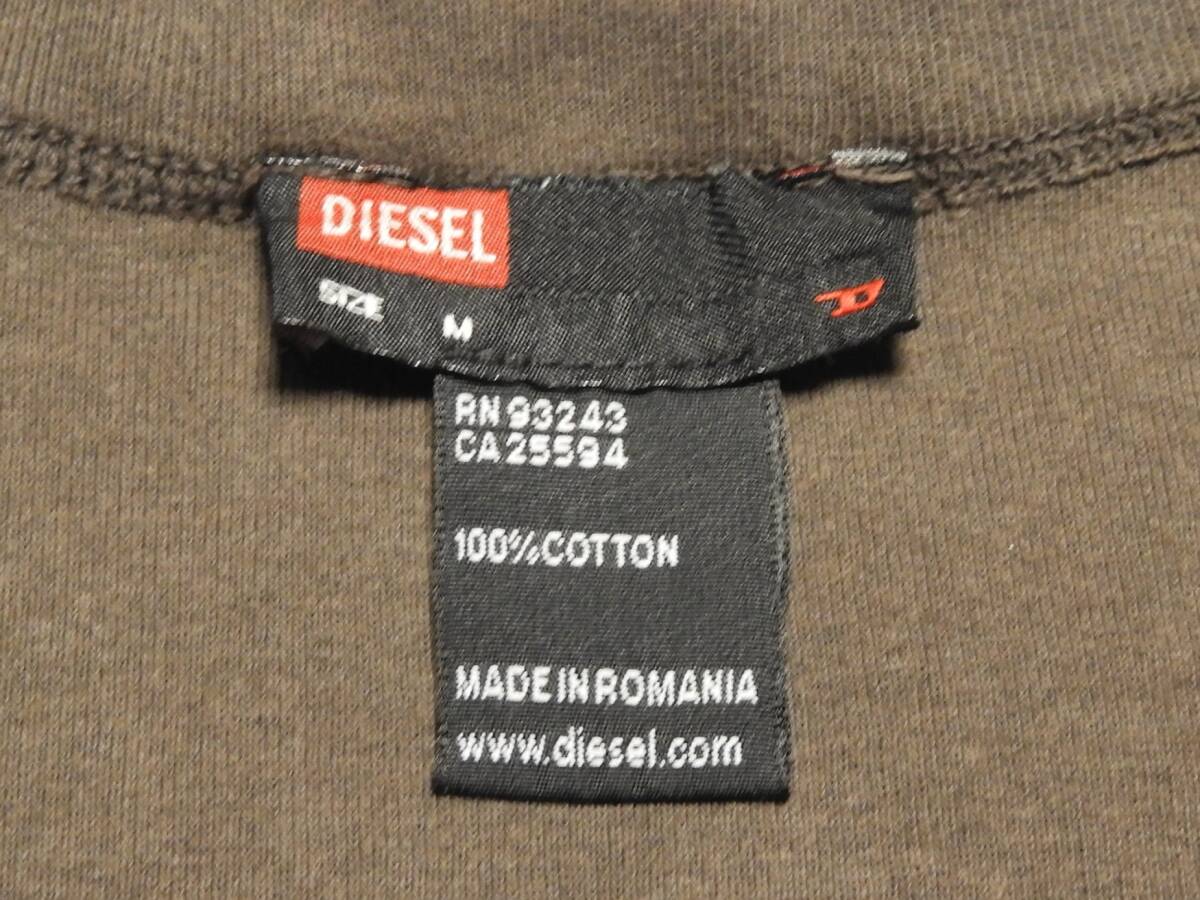 DIESEL
SIZE M
RN 93243
CA 25594
100% COTTON
MADE IN ROMANIA
www.diesel.com